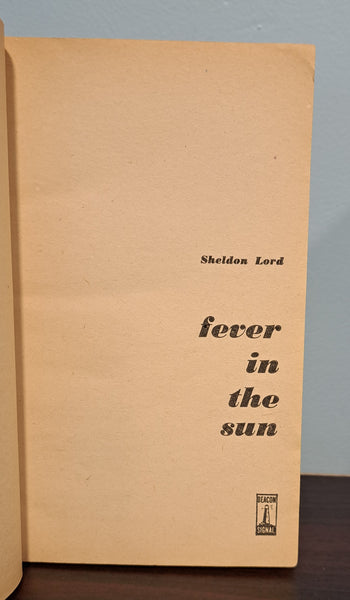 Sheldon Lord
fever
in
the
sun
BEACON
SIGNAL